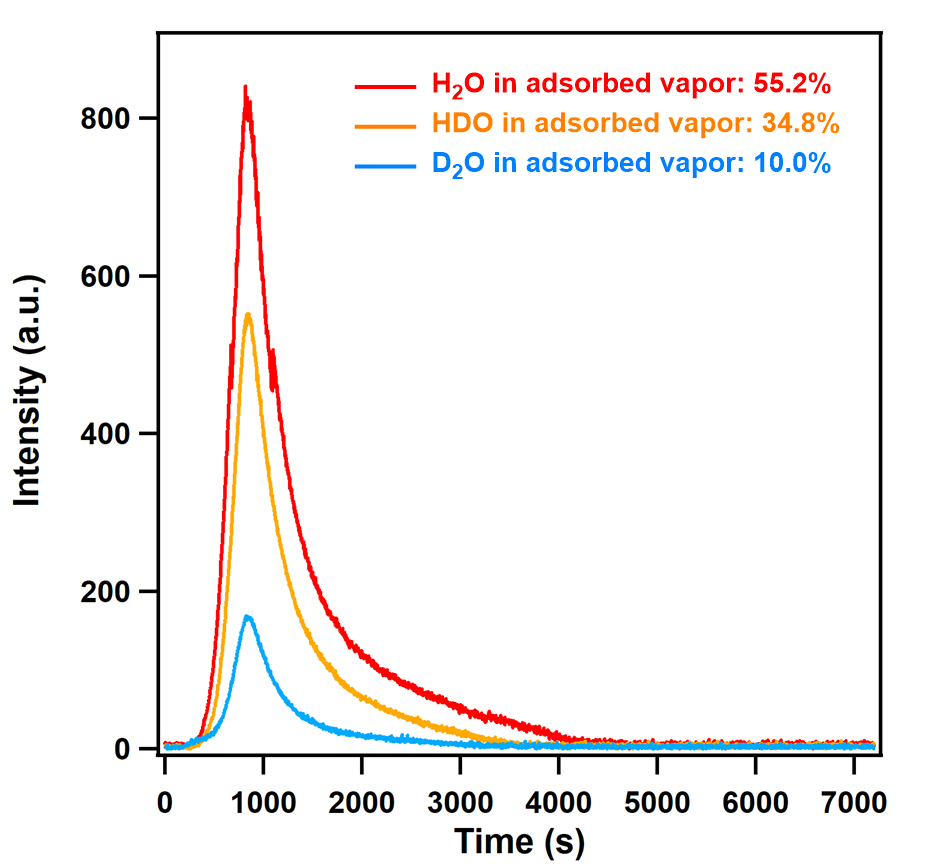 H₂O in adsorbed vapor: 55.2%
HDO in adsorbed vapor: 34.8%
D₂O in adsorbed vapor: 10.0%
Intensity (a.u.)
800
600
400
200
0
0 1000 2000 3000 4000 5000 6000 7000
Time (s)